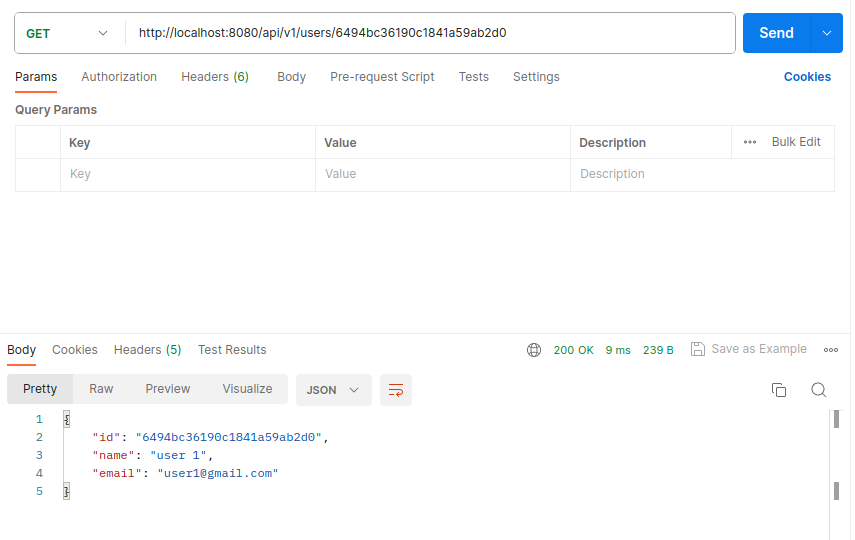 GET http://localhost:8080/api/v1/users/6494bc36190c1841a59ab2d0 Send
Params Authorization Headers (6) Body Pre-request Script Tests Settings Cookies
Query Params
Key Value Description Bulk Edit
Key Value Description
Body Cookies Headers (5) Test Results 200 OK 9 ms 239 B Save as Example
Pretty Raw Preview Visualize JSON
1 {
2 "id": "6494bc36190c1841a59ab2d0",
3 "name": "user 1",
4 "email": "user1@gmail.com"
5 }